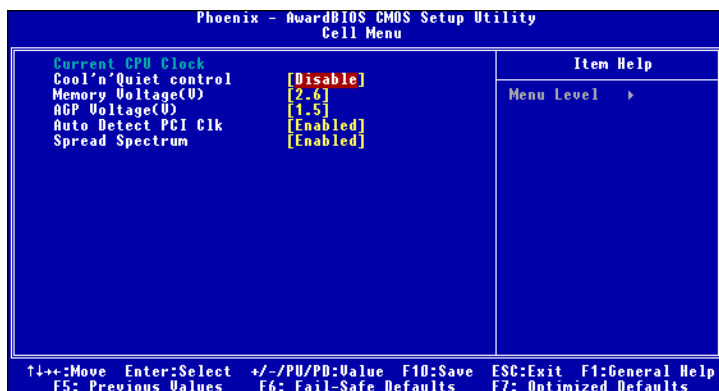 Phoenix - AwardBIOS CMOS Setup Utility
Cell Menu
Current CPU Clock
Cool'n'Quiet control [Disable]
Memory Voltage(V) [2.6]
AGP Voltage(V) [1.5]
Auto Detect PCI Clk [Enabled]
Spread Spectrum [Enabled]
Item Help
Menu Level ▸
↑↓→←:Move Enter:Select +/-/PU/PD:Value F10:Save ESC:Exit F1:General Help
F5: Previous Values F6: Fail-Safe Defaults F7: Optimized Defaults